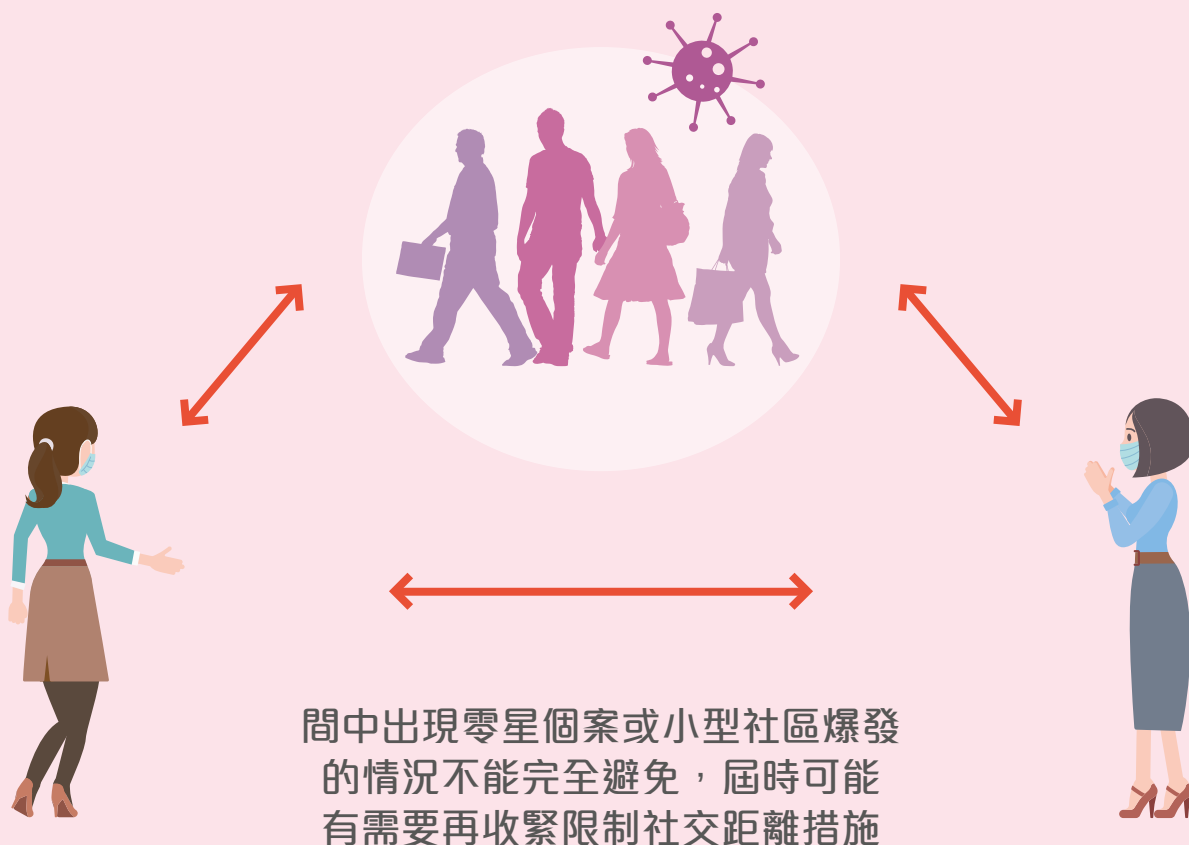 間中出現零星個案或小型社區爆發
的情況不能完全避免，屆時可能
有需要再收緊限制社交距離措施